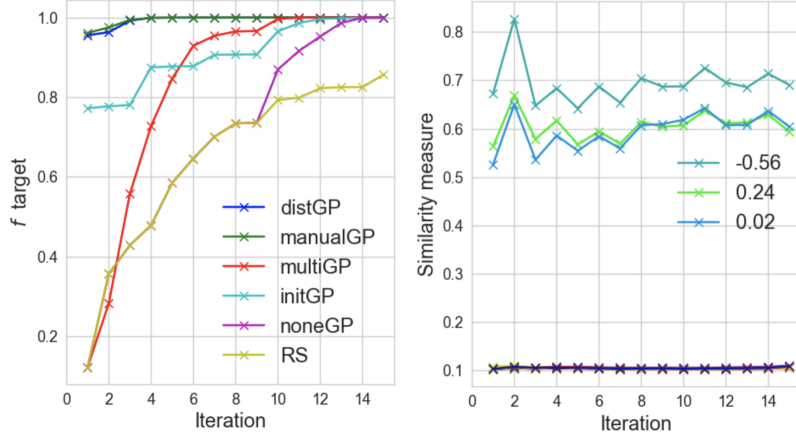 1.0
0.8
0.6
0.4
0.2
f target
distGP
manualGP
multiGP
initGP
noneGP
RS
0 2 4 6 8 10 12 14
Iteration
0.8
0.7
0.6
0.5
0.4
0.3
0.2
0.1
Similarity measure
-0.56
0.24
0.02
0 2 4 6 8 10 12 14
Iteration